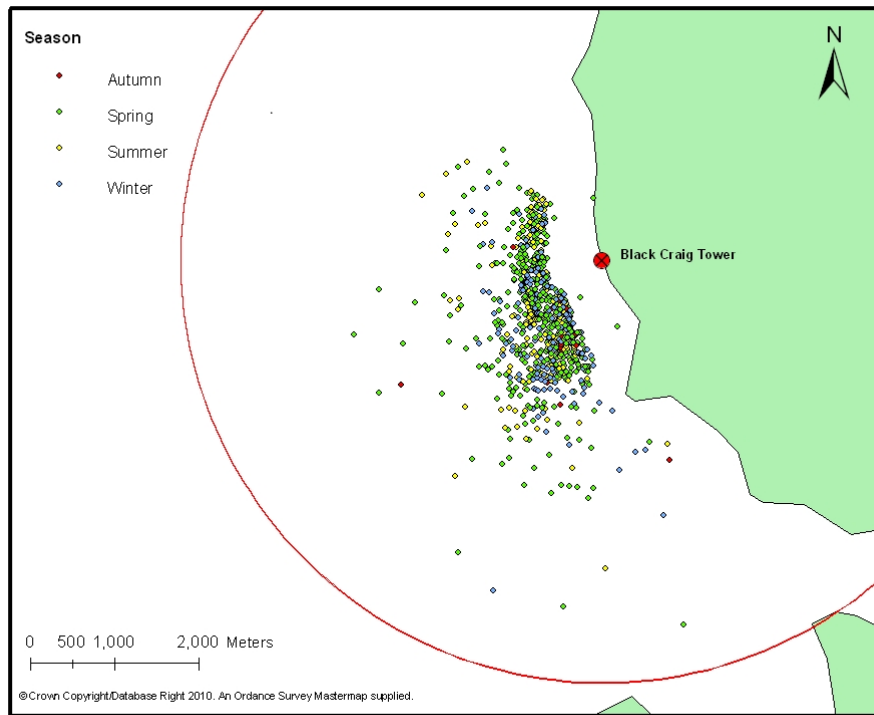 Season
Autumn
Spring
Summer
Winter
N
Black Craig Tower
0 500 1,000 2,000 Meters
©Crown Copyright/Database Right 2010. An Ordance Survey Mastermap supplied.